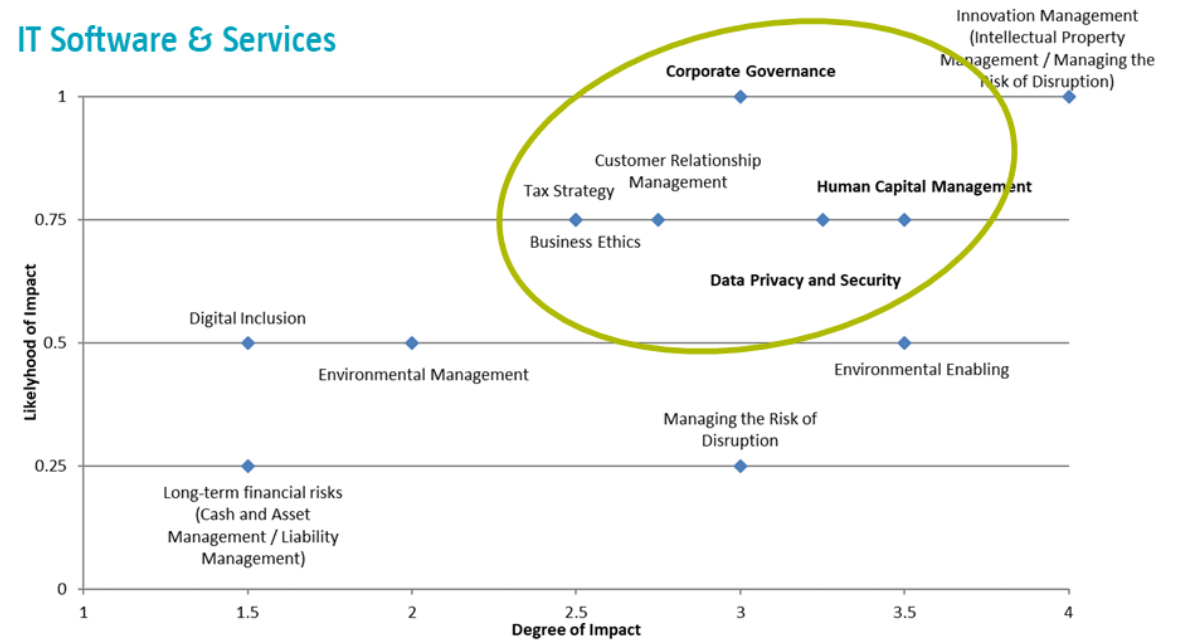 IT Software & Services
Innovation Management
(Intellectual Property
Management / Managing the
Risk of Disruption)
Corporate Governance
1
Customer Relationship
Management
Tax Strategy
Human Capital Management
0.75
Business Ethics
Data Privacy and Security
Likelyhood of Impact
Digital Inclusion
0.5
Environmental Management
Environmental Enabling
Managing the Risk of
Disruption
0.25
Long-term financial risks
(Cash and Asset
Management / Liability
Management)
0
1 1.5 2 2.5 3 3.5 4
Degree of Impact